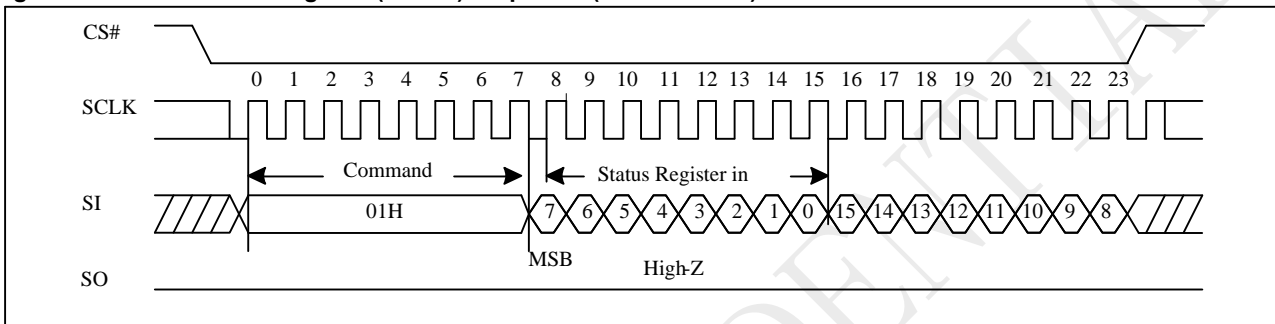 CS#
0 1 2 3 4 5 6 7 8 9 10 11 12 13 14 15 16 17 18 19 20 21 22 23
SCLK
Command
Status Register in
SI
01H
7 6 5 4 3 2 1 0 15 14 13 12 11 10 9 8
MSB
High-Z
SO